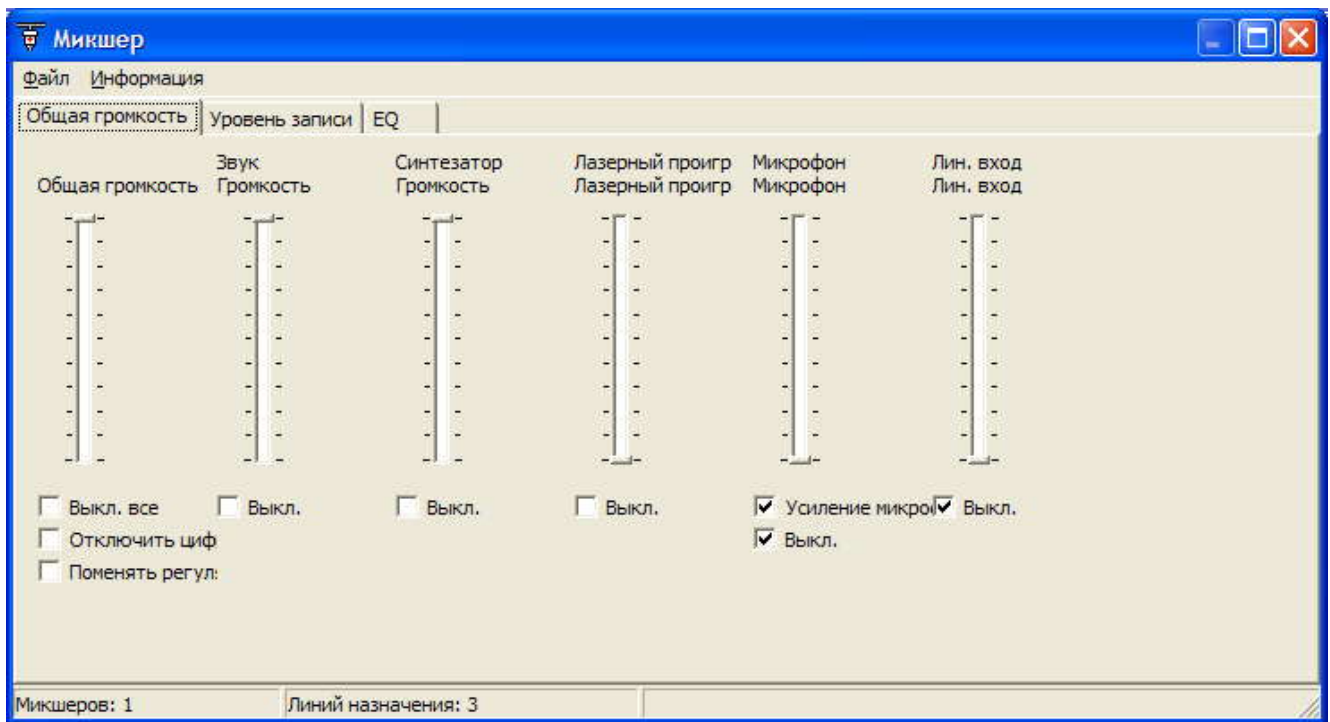 Микшер
Файл Информация
Общая громкость Уровень записи EQ
Звук Синтезатор Лазерный проигр Микрофон Лин. вход
Общая громкость Громкость Громкость Лазерный проигр Микрофон Лин. вход
Выкл. все Выкл. Выкл. Выкл. Усиление микро Выкл.
Отключить циф Выкл.
Поменять регул
Микшеров: 1 Линий назначения: 3